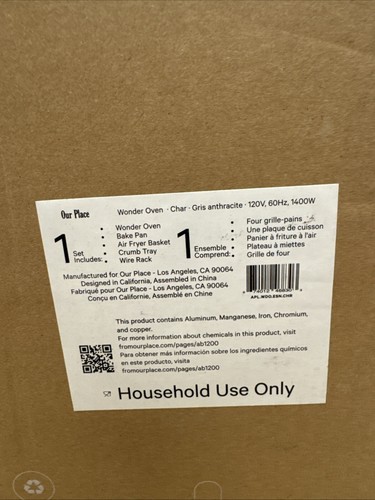 Our Place
Wonder Oven · Char · Gris anthracite · 120V, 60Hz, 1400W
1 Set Includes:
• Wonder Oven
• Bake Pan
• Air Fryer Basket
• Crumb Tray
• Wire Rack
1 Ensemble Comprend:
• Four grille-pains
• Une plaque de cuisson
• Panier à friture à l'air
• Plateau à miettes
• Grille de four
Manufactured for Our Place - Los Angeles, CA 90064
Designed in California, Assembled in China
Fabriqué pour Our Place - Los Angeles, CA 90064
Conçu en California, Assemblé en Chine
APL.WDO.ESN.CHR
This product contains Aluminum, Manganese, Iron, Chromium,
and copper.
For more information about chemicals in this product, visit
fromourplace.com/pages/ab1200
Para obtener más información sobre los ingredientes químicos
en este producto, visita
fromourplace.com/pages/ab1200
Household Use Only